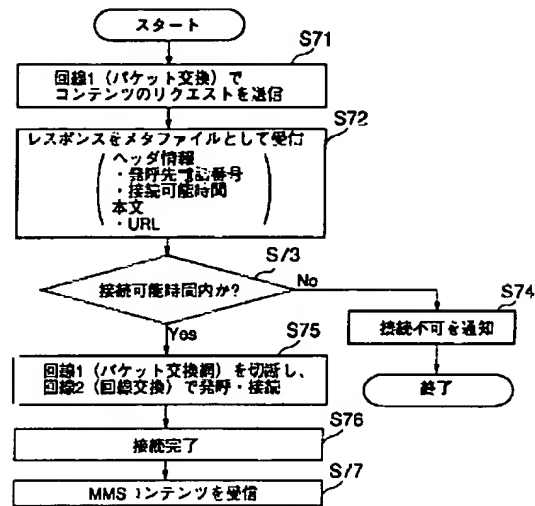 スタート
S71
回線1（パケット交換）で
コンテンツのリクエストを送信
S72
レスポンスをメタファイルとして受付
ヘッダ情報
・発呼先電話番号
・接続可能時間
本文
・URL
S73
接続可能時間内か?
No
S74
Yes
接続不可を通知
S75
終了
回線1（パケット交換網）を切断し、
回線2（回線交換）で発呼・接続
S76
接続完了
S77
MMSコンテンツを受信